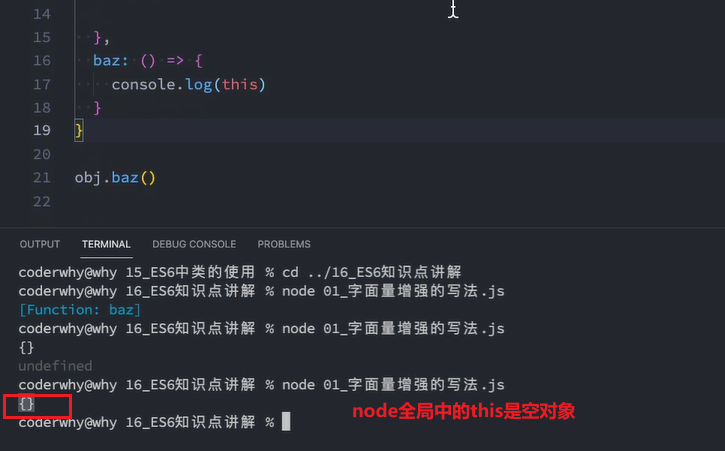 14
15 },
16 baz: () => {
17 console.log(this)
18 }
19 }
20
21 obj.baz()
22
OUTPUT TERMINAL DEBUG CONSOLE PROBLEMS
coderwhy@why 15_ES6中类的使用 % cd ../16_ES6知识点讲解
coderwhy@why 16_ES6知识点讲解 % node 01_字面量增强的写法.js
[Function: baz]
coderwhy@why 16_ES6知识点讲解 % node 01_字面量增强的写法.js
{}
undefined
coderwhy@why 16_ES6知识点讲解 % node 01_字面量增强的写法.js
{} node全局中的this是空对象
coderwhy@why 16_ES6知识点讲解 %